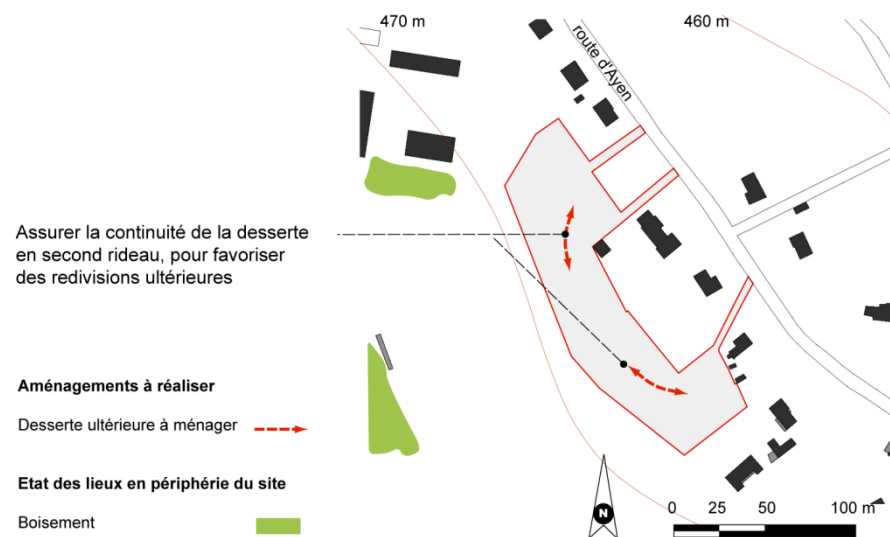 470 m
460 m
route d'Ayen
Assurer la continuité de la desserte
en second rideau, pour favoriser
des redivisions ultérieures
Aménagements à réaliser
Desserte ultérieure à ménager
Etat des lieux en périphérie du site
Boisement
N
0 25 50 100 m